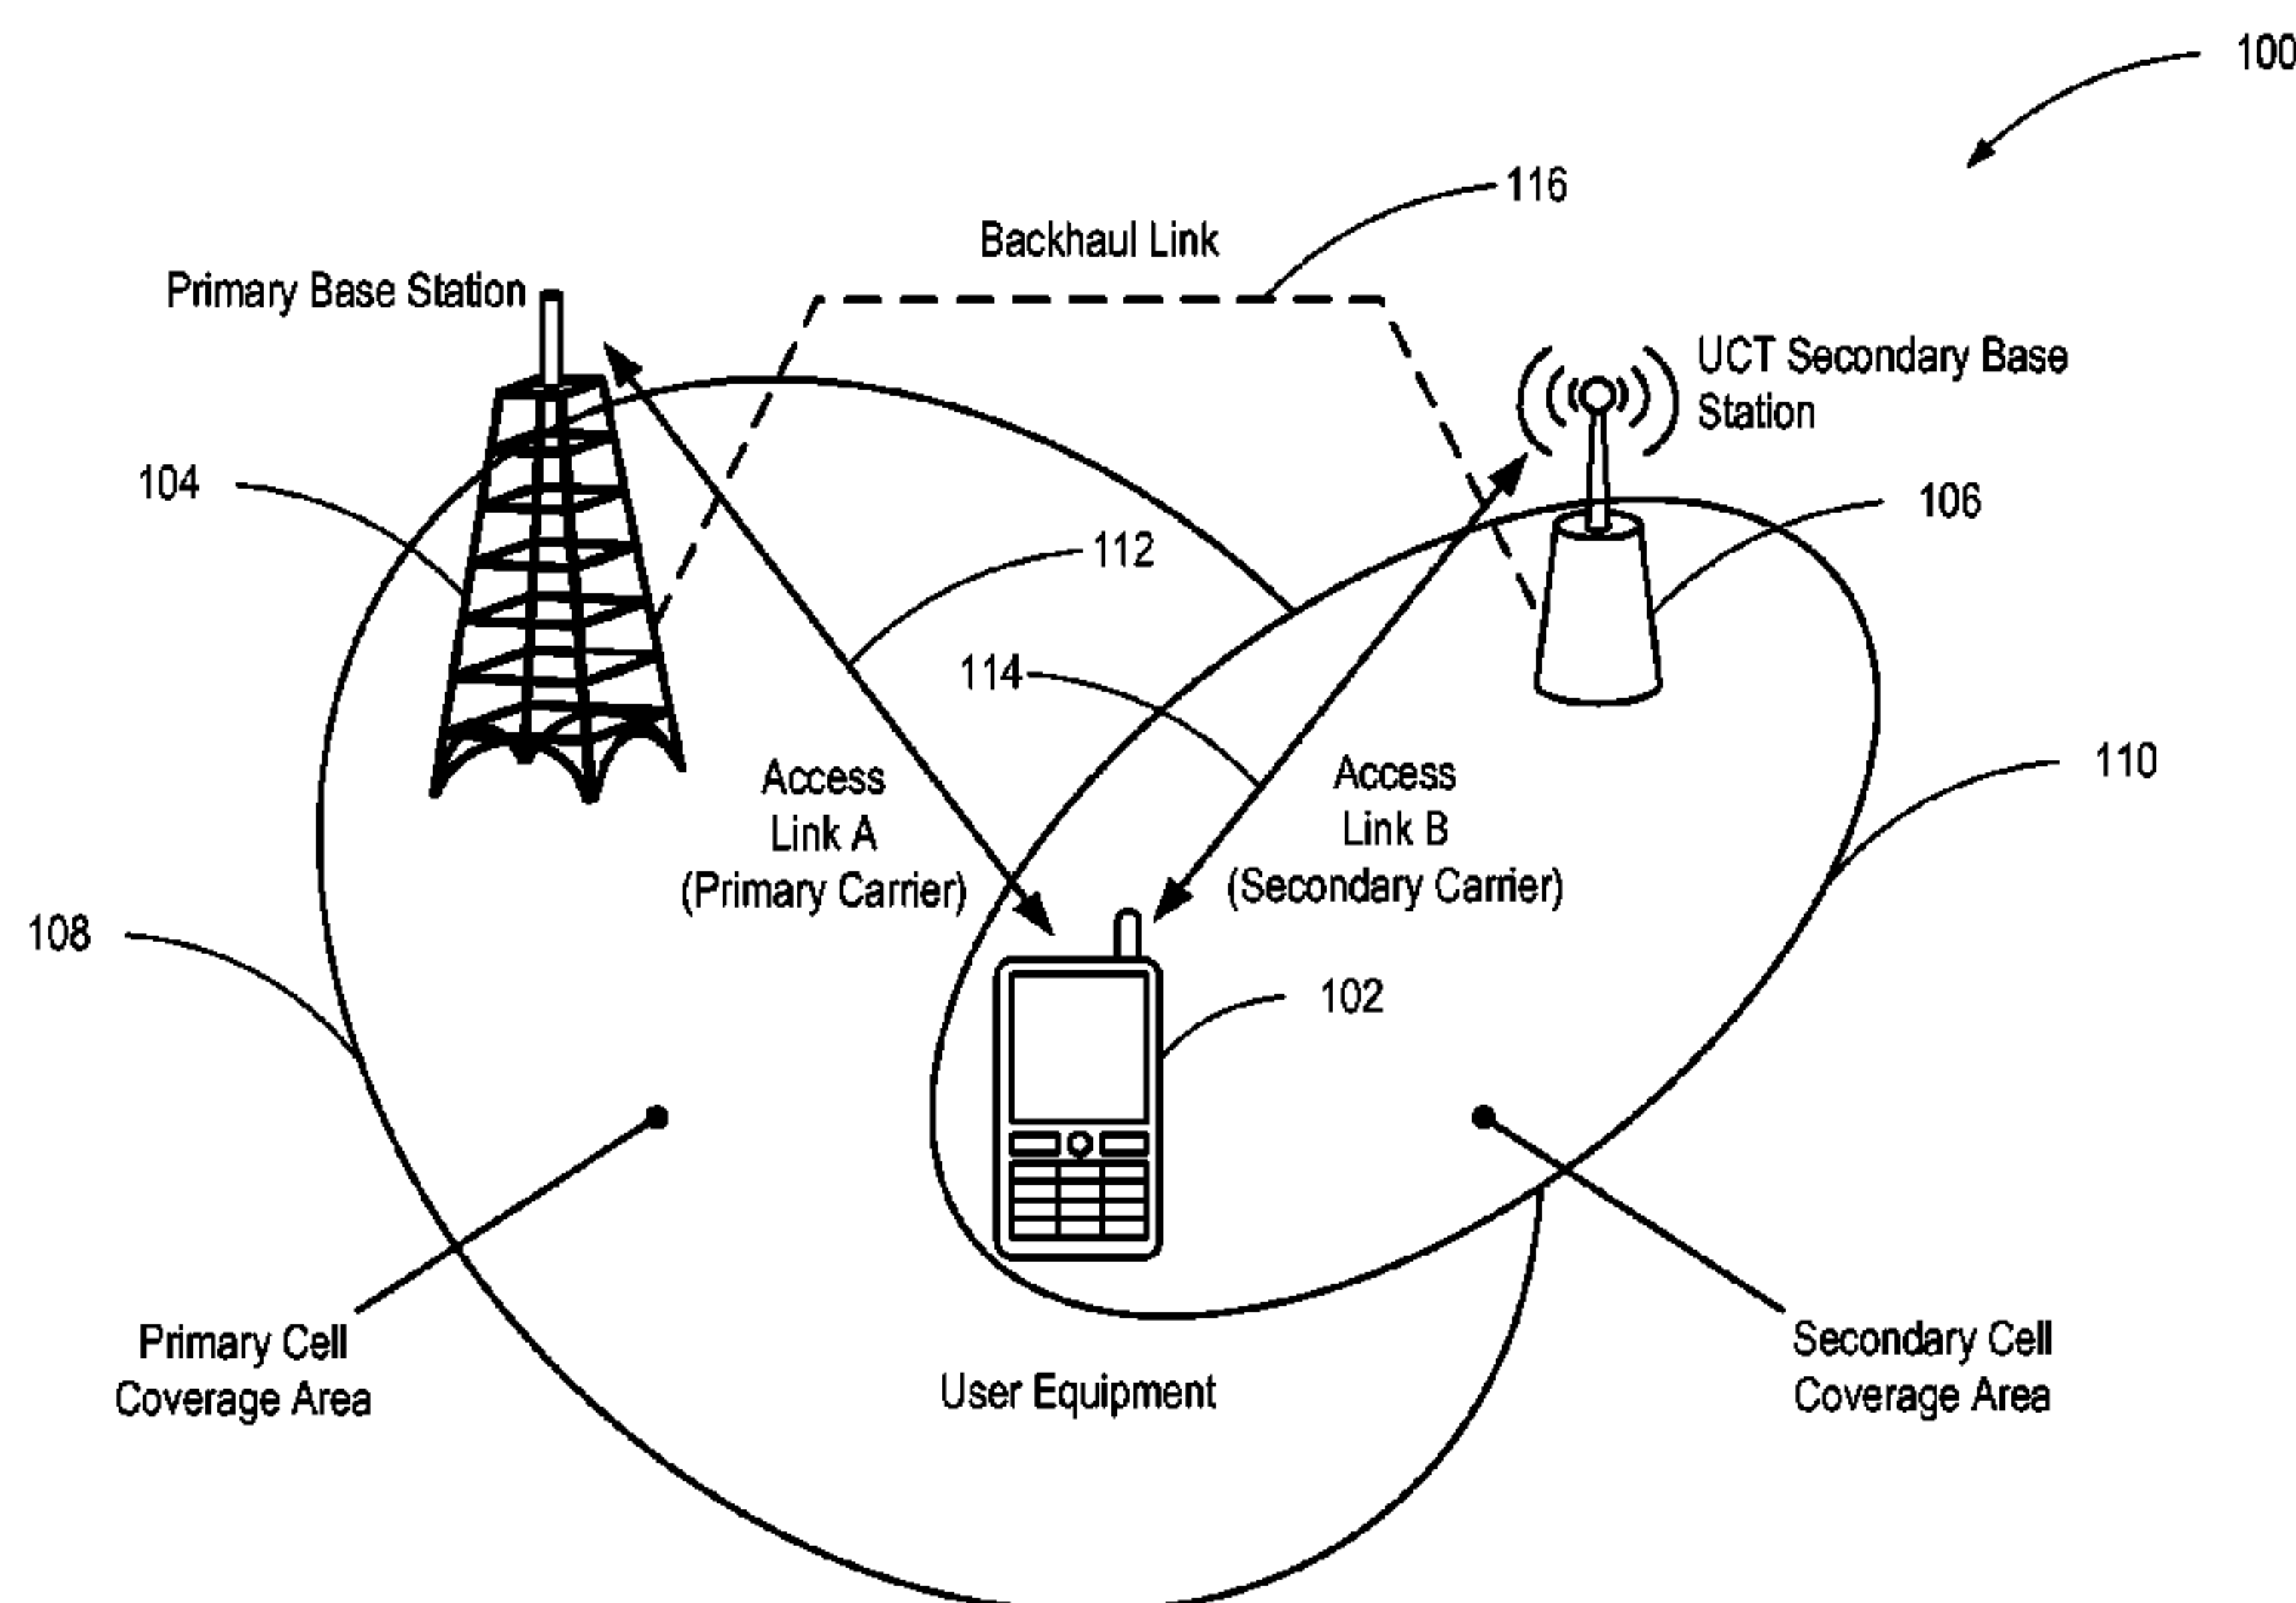 100
116
Backhaul Link
Primary Base Station
UCT Secondary Base
Station
104
106
112
114
Access
Link A
(Primary Carrier)
Access
Link B
(Secondary Carrier)
110
108
102
Primary Cell
Coverage Area
User Equipment
Secondary Cell
Coverage Area